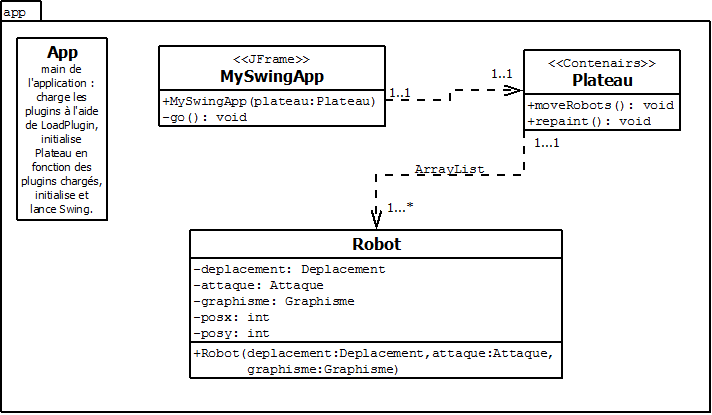 app
App
main de
l'application :
charge les
plugins à l'aide
de LoadPlugin,
initialise
Plateau en
fonction des
plugins chargés,
initialise et
lance Swing.
<<JFrame>>
MySwingApp
+MySwingApp(plateau:Plateau)
-go(): void
1..1
1..1
<<Contenairs>>
Plateau
+moveRobots(): void
+repaint(): void
1...1
ArrayList
1...*
Robot
-deplacement: Deplacement
-attaque: Attaque
-graphisme: Graphisme
-posx: int
-posy: int
+Robot(deplacement:Deplacement,attaque:Attaque,
graphisme:Graphisme)